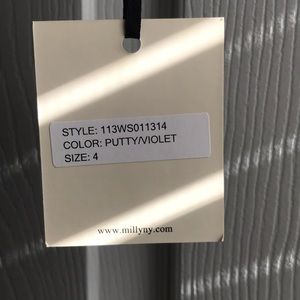 STYLE: 113WS011314
COLOR: PUTTY/VIOLET
SIZE: 4
www.millyny.com